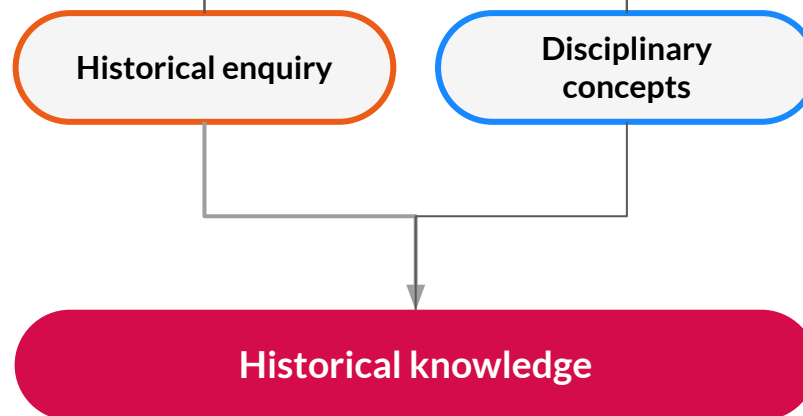 Historical enquiry
Disciplinary
concepts
Historical knowledge